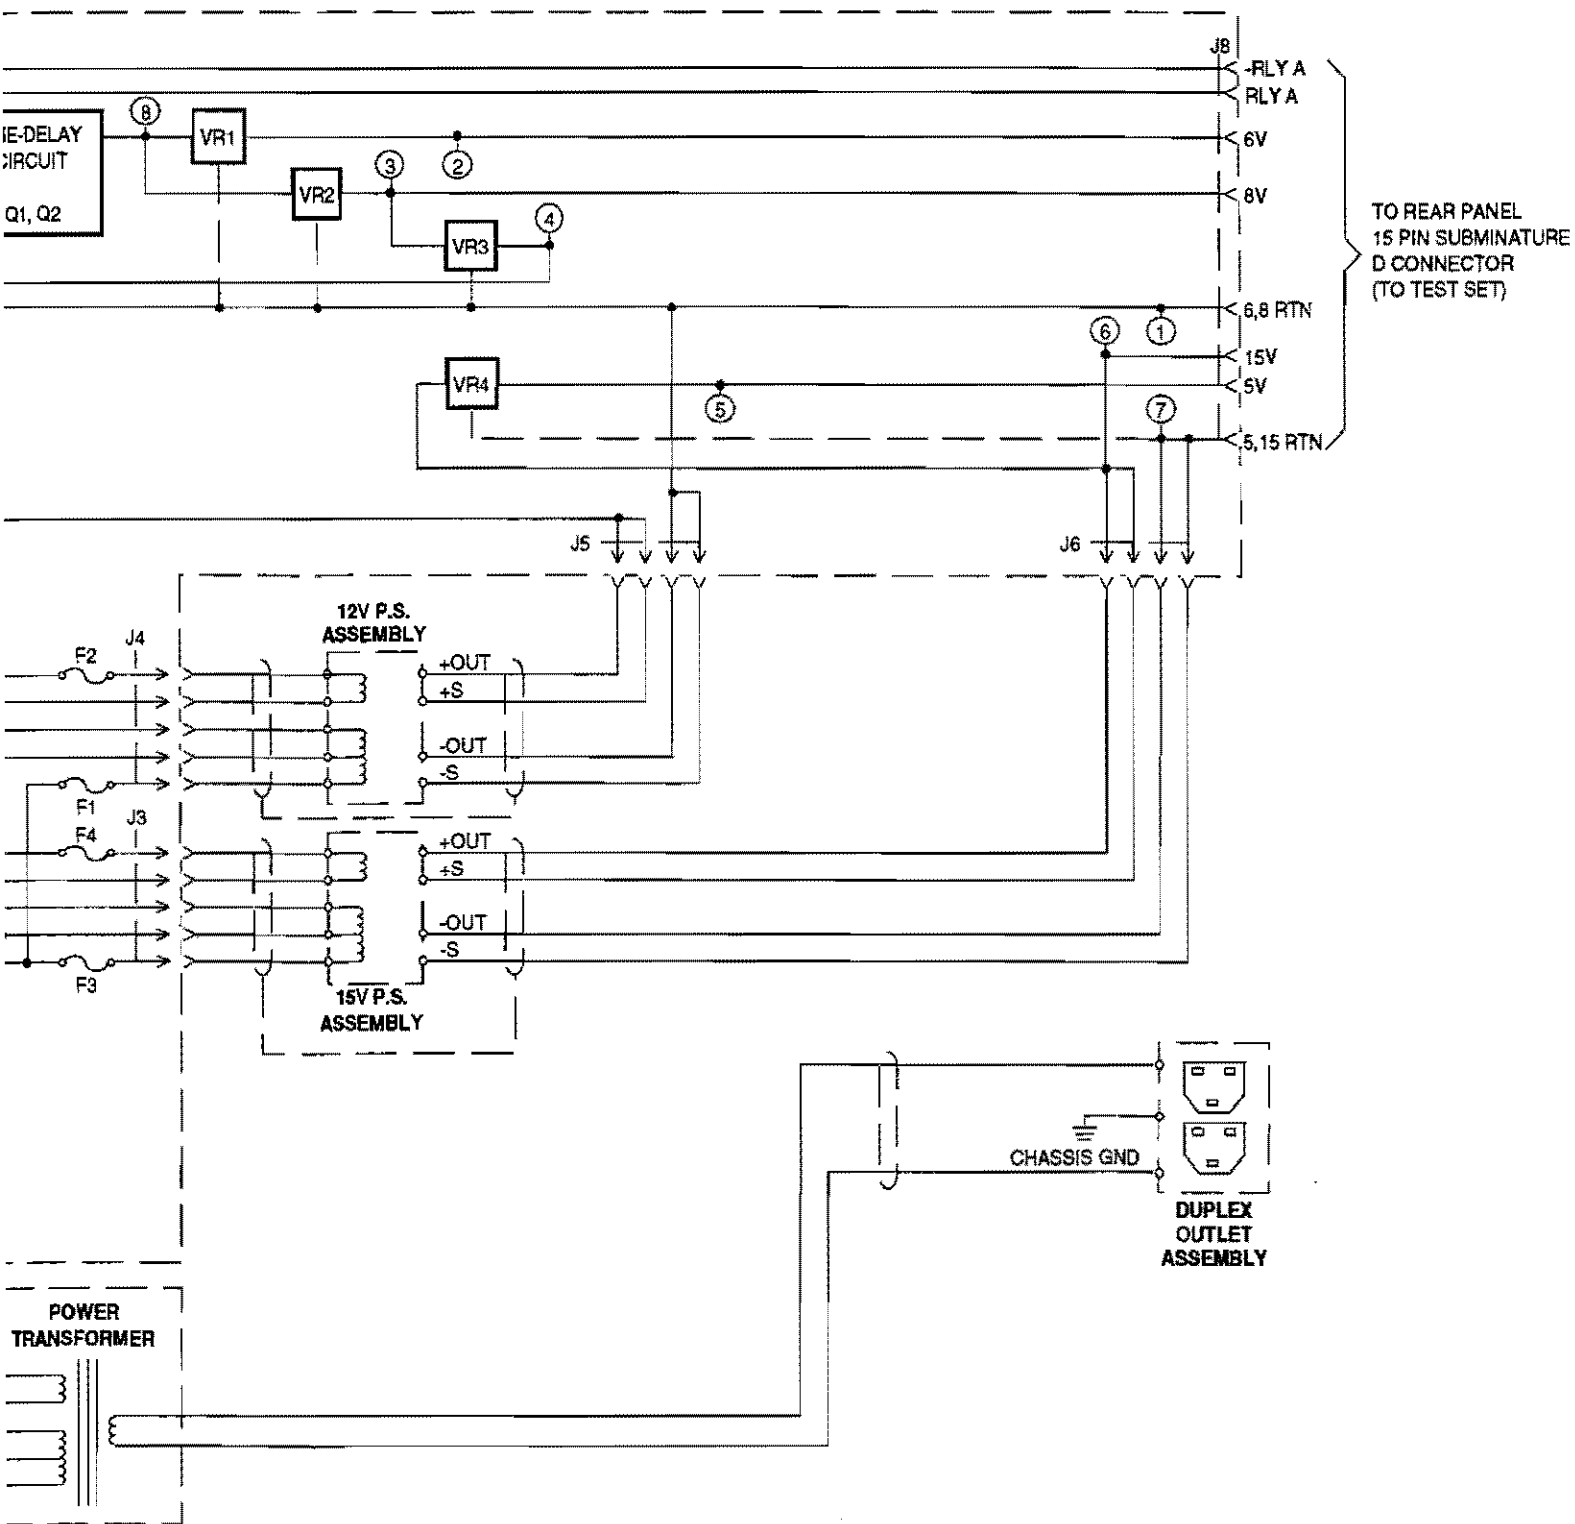 J8
-RLY A
RLY A
8
IE-DELAY
CIRCUIT
VR1
6V
2
3
VR2
8V
Q1, Q2
4
VR3
TO REAR PANEL
15 PIN SUBMINATURE
D CONNECTOR
(TO TEST SET)
6,8 RTN
6
1
15V
VR4
5V
5
7
5,15 RTN
J5
J6
12V P.S.
ASSEMBLY
J4
F2
+OUT
+S
-OUT
-S
F1
J3
F4
+OUT
+S
-OUT
-S
F3
15V P.S.
ASSEMBLY
CHASSIS GND
DUPLEX
OUTLET
ASSEMBLY
POWER
TRANSFORMER